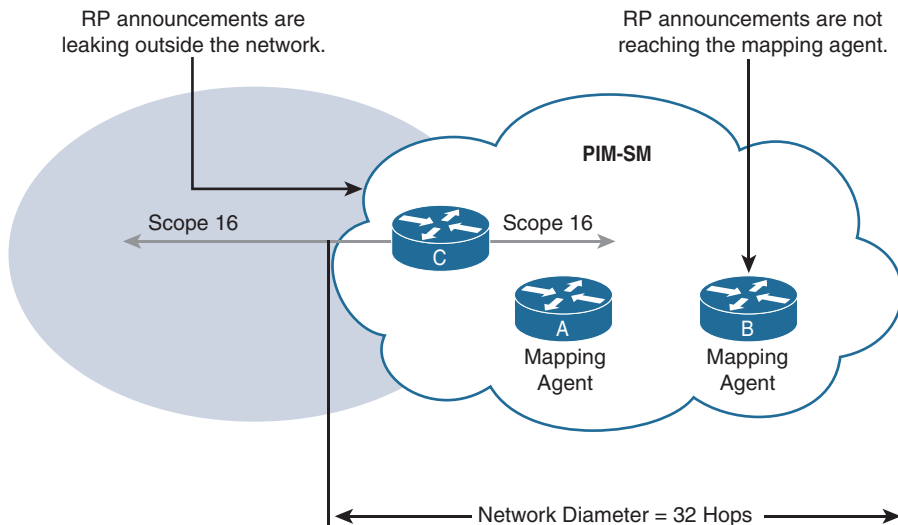 RP announcements are
leaking outside the network.
RP announcements are not
reaching the mapping agent.
PIM-SM
Scope 16
Scope 16
C
A
B
Mapping
Agent
Mapping
Agent
Network Diameter = 32 Hops